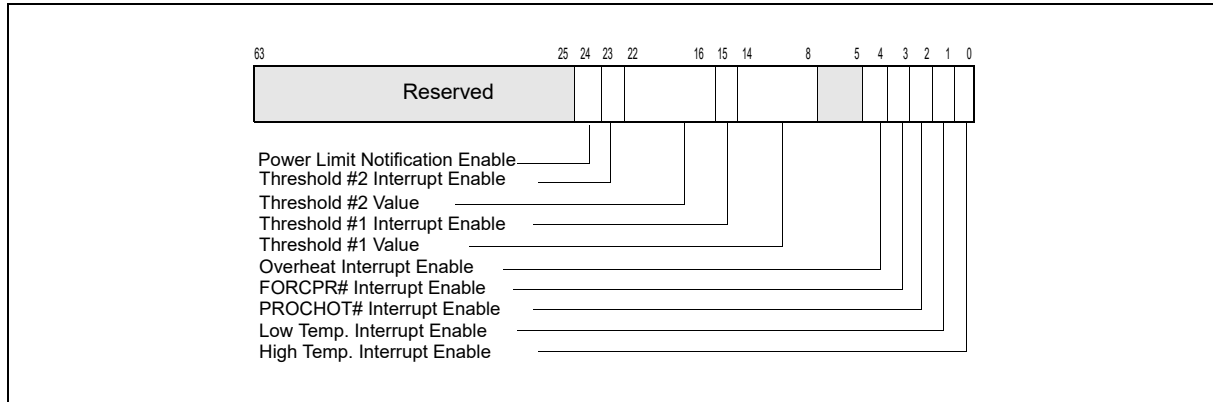 63 25 24 23 22 16 15 14 8 5 4 3 2 1 0
Reserved
Power Limit Notification Enable
Threshold #2 Interrupt Enable
Threshold #2 Value
Threshold #1 Interrupt Enable
Threshold #1 Value
Overheat Interrupt Enable
FORCPR# Interrupt Enable
PROCHOT# Interrupt Enable
Low Temp. Interrupt Enable
High Temp. Interrupt Enable